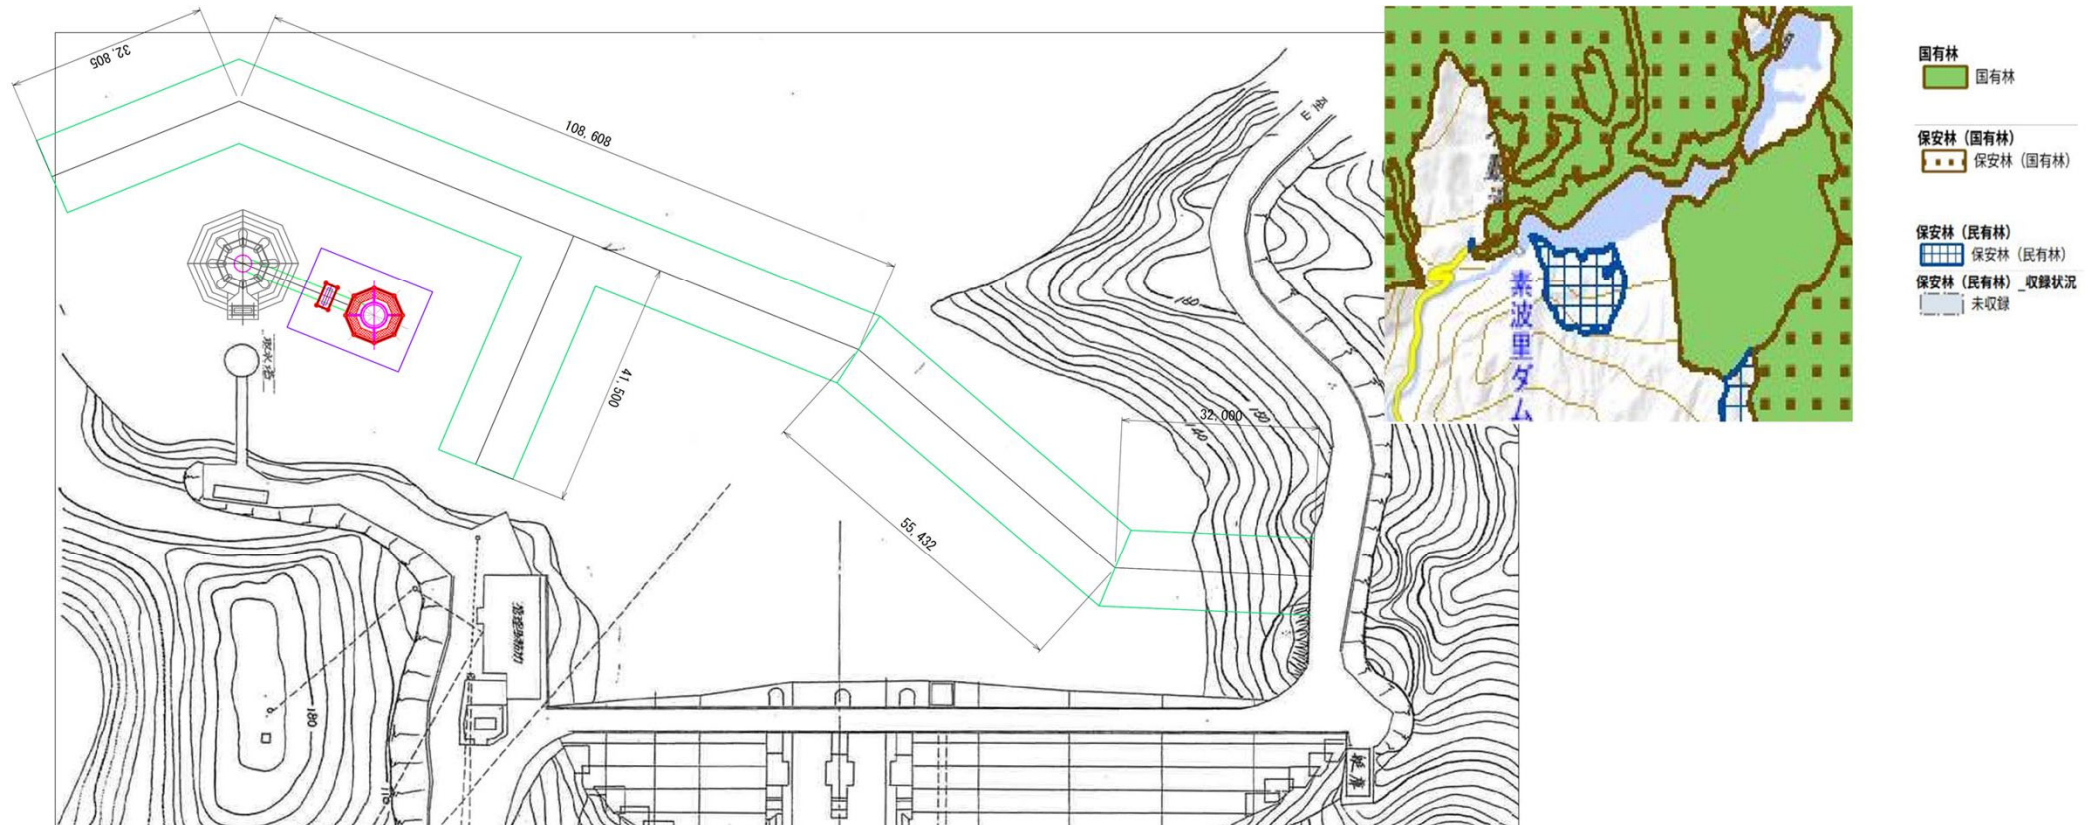 32.805
108.608
41.500
55.432
32.000
160
150
140
180
110
素波里ダム
国有林
国有林
保安林（国有林）
保安林（国有林）
保安林（民有林）
保安林（民有林）
保安林（民有林）_収録状況
未収録